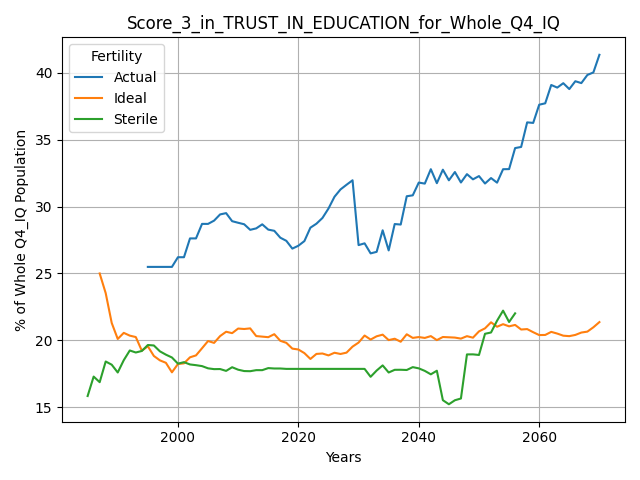 Score_3_in_TRUST_IN_EDUCATION_for_Whole_Q4_IQ
Fertility
Actual
Ideal
Sterile
% of Whole Q4_IQ Population
40
35
30
25
20
15
2000
2020
2040
2060
Years